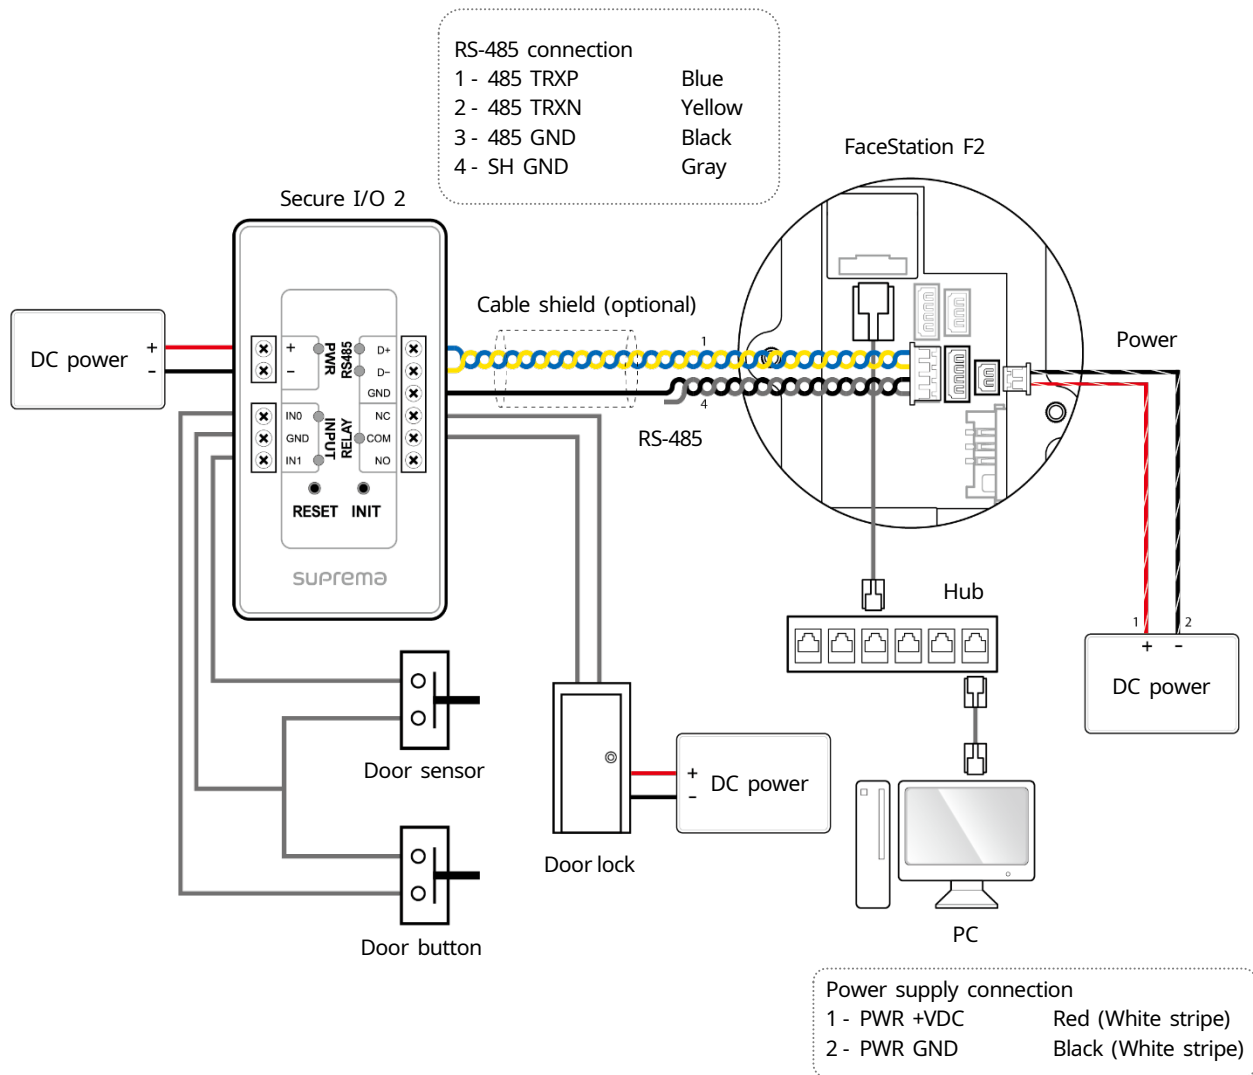 RS-485 connection
1 - 485 TRXP Blue
2 - 485 TRXN Yellow
3 - 485 GND Black
4 - SH GND Gray
FaceStation F2
Secure I/O 2
Cable shield (optional)
DC power
+
-
+
-
PWR
RS485
D+
D-
GND
IN0
GND
IN1
INPUT
RELAY
NC
COM
NO
RESET INIT
suprema
1
4
RS-485
Power
Hub
1
2
+ -
DC power
Door sensor
Door button
Door lock
+
-
DC power
PC
Power supply connection
1 - PWR +VDC Red (White stripe)
2 - PWR GND Black (White stripe)